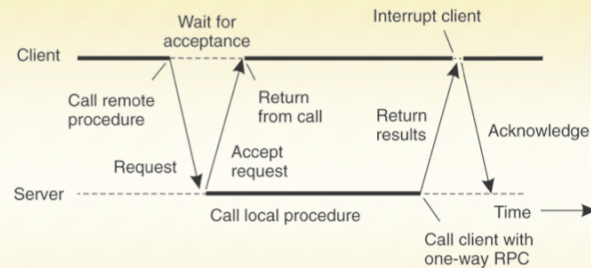 Interrupt client
Wait for
acceptance
Client
Call remote
procedure
Return
from call
Return
results
Acknowledge
Request
Accept
request
Server
Call local procedure
Time
Call client with
one-way RPC